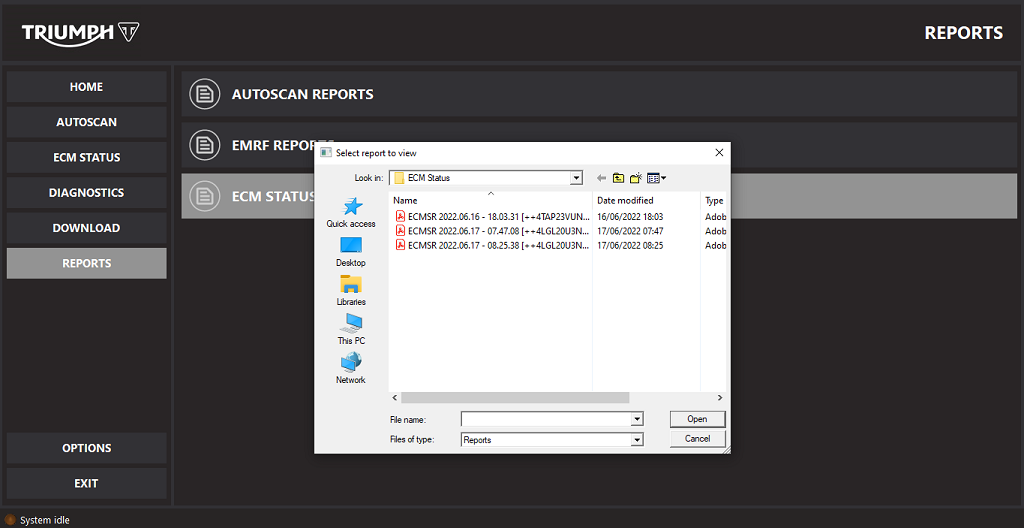 TRIUMPH
REPORTS
HOME
AUTOSCAN
ECM STATUS
DIAGNOSTICS
DOWNLOAD
REPORTS
OPTIONS
EXIT
AUTOSCAN REPORTS
EMRF REPO
ECM STATUS
Select report to view
Look in: ECM Status
Quick access
Desktop
Libraries
This PC
Network
Name Date modified Type
ECMSR 2022.06.16 - 18.03.31 [++4TAP23VUN... 16/06/2022 18:03 Adob
ECMSR 2022.06.17 - 07.47.08 [++4LGL20U3N... 17/06/2022 07:47 Adob
ECMSR 2022.06.17 - 08.25.38 [++4LGL20U3N... 17/06/2022 08:25 Adob
File name: Open
Files of type: Reports Cancel
System idle